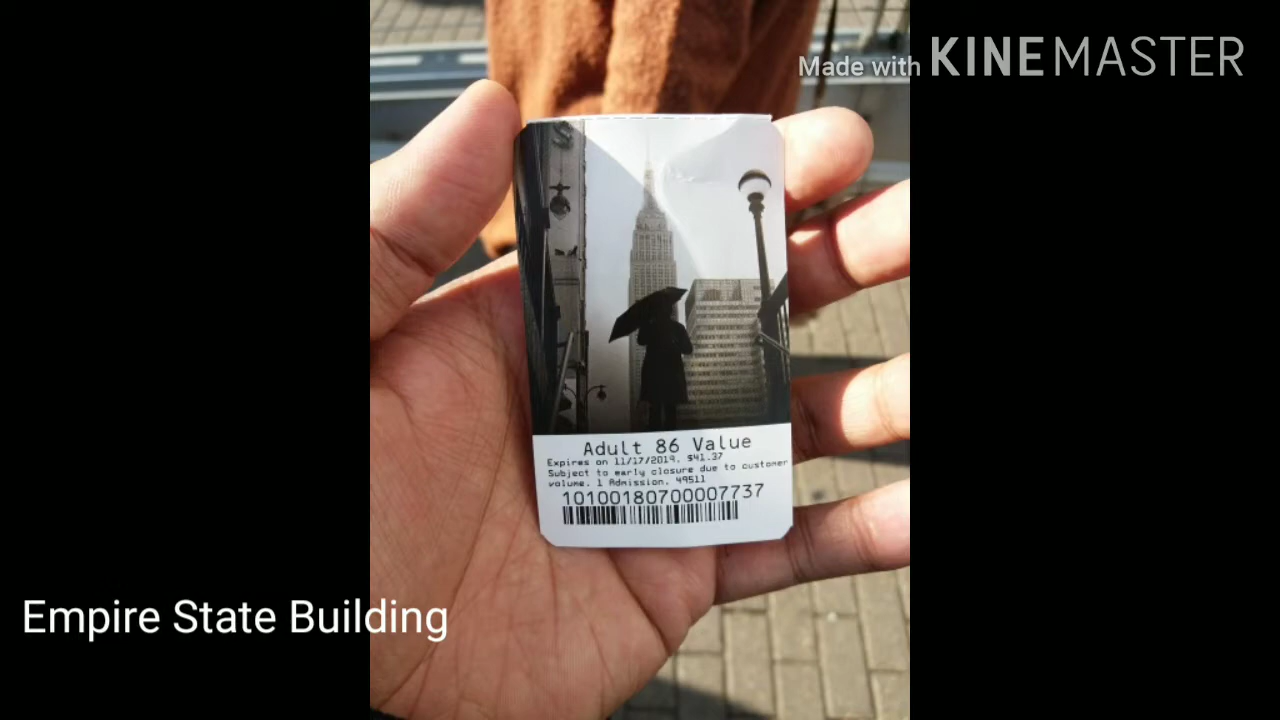 Made with KINEMASTER
Adult 86 Value
Expires on 11/17/2019, $41.37
Subject to early closure due to customer
volume. 1 Admission, 49511
10100180700007737
Empire State Building